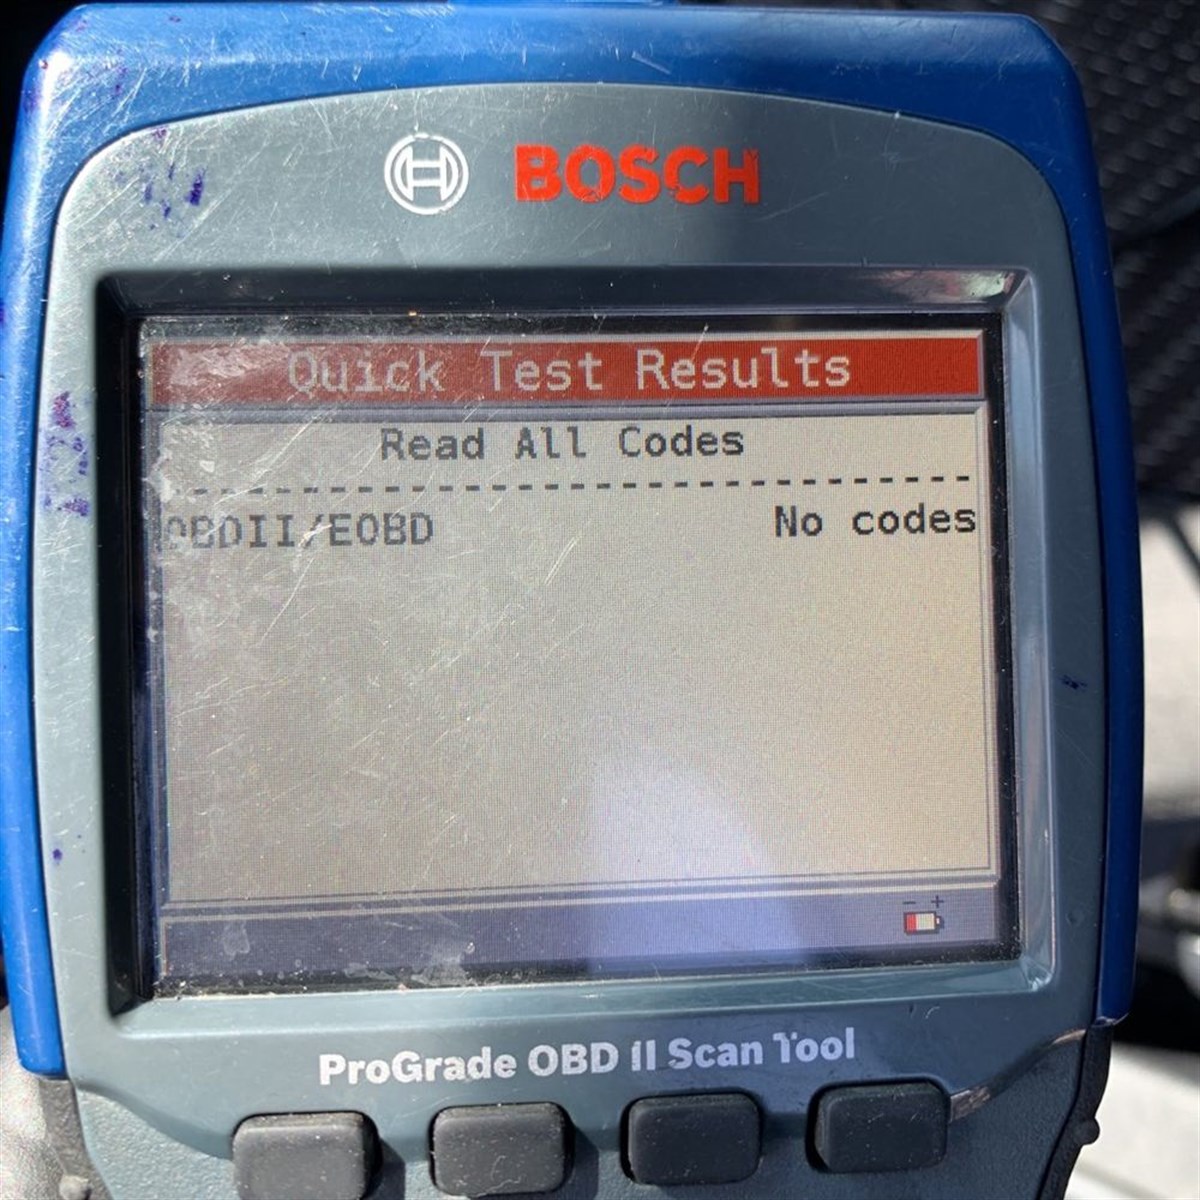 BOSCH
Quick Test Results
Read All Codes
--------------------------------
OBDII/EOBD No codes
- +
ProGrade OBD II Scan Tool